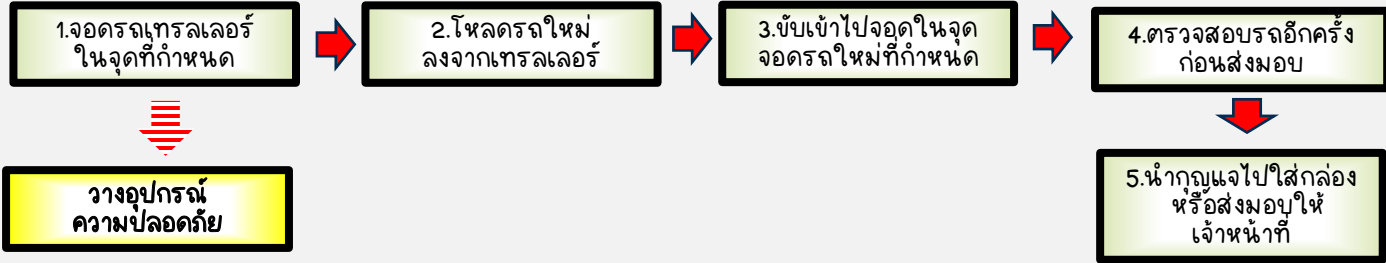 1.จอดรถเทรลเลอร์
ในจุดที่กำหนด
2.โหลดรถใหม่
ลงจากเทรลเลอร์
3.ขับเข้าไปจอดในจุด
จอดรถใหม่ที่กำหนด
4.ตรวจสอบรถอีกครั้ง
ก่อนส่งมอบ
วางอุปกรณ์
ความปลอดภัย
5.นำกุญแจไปใส่กล่อง
หรือส่งมอบให้
เจ้าหน้าที่